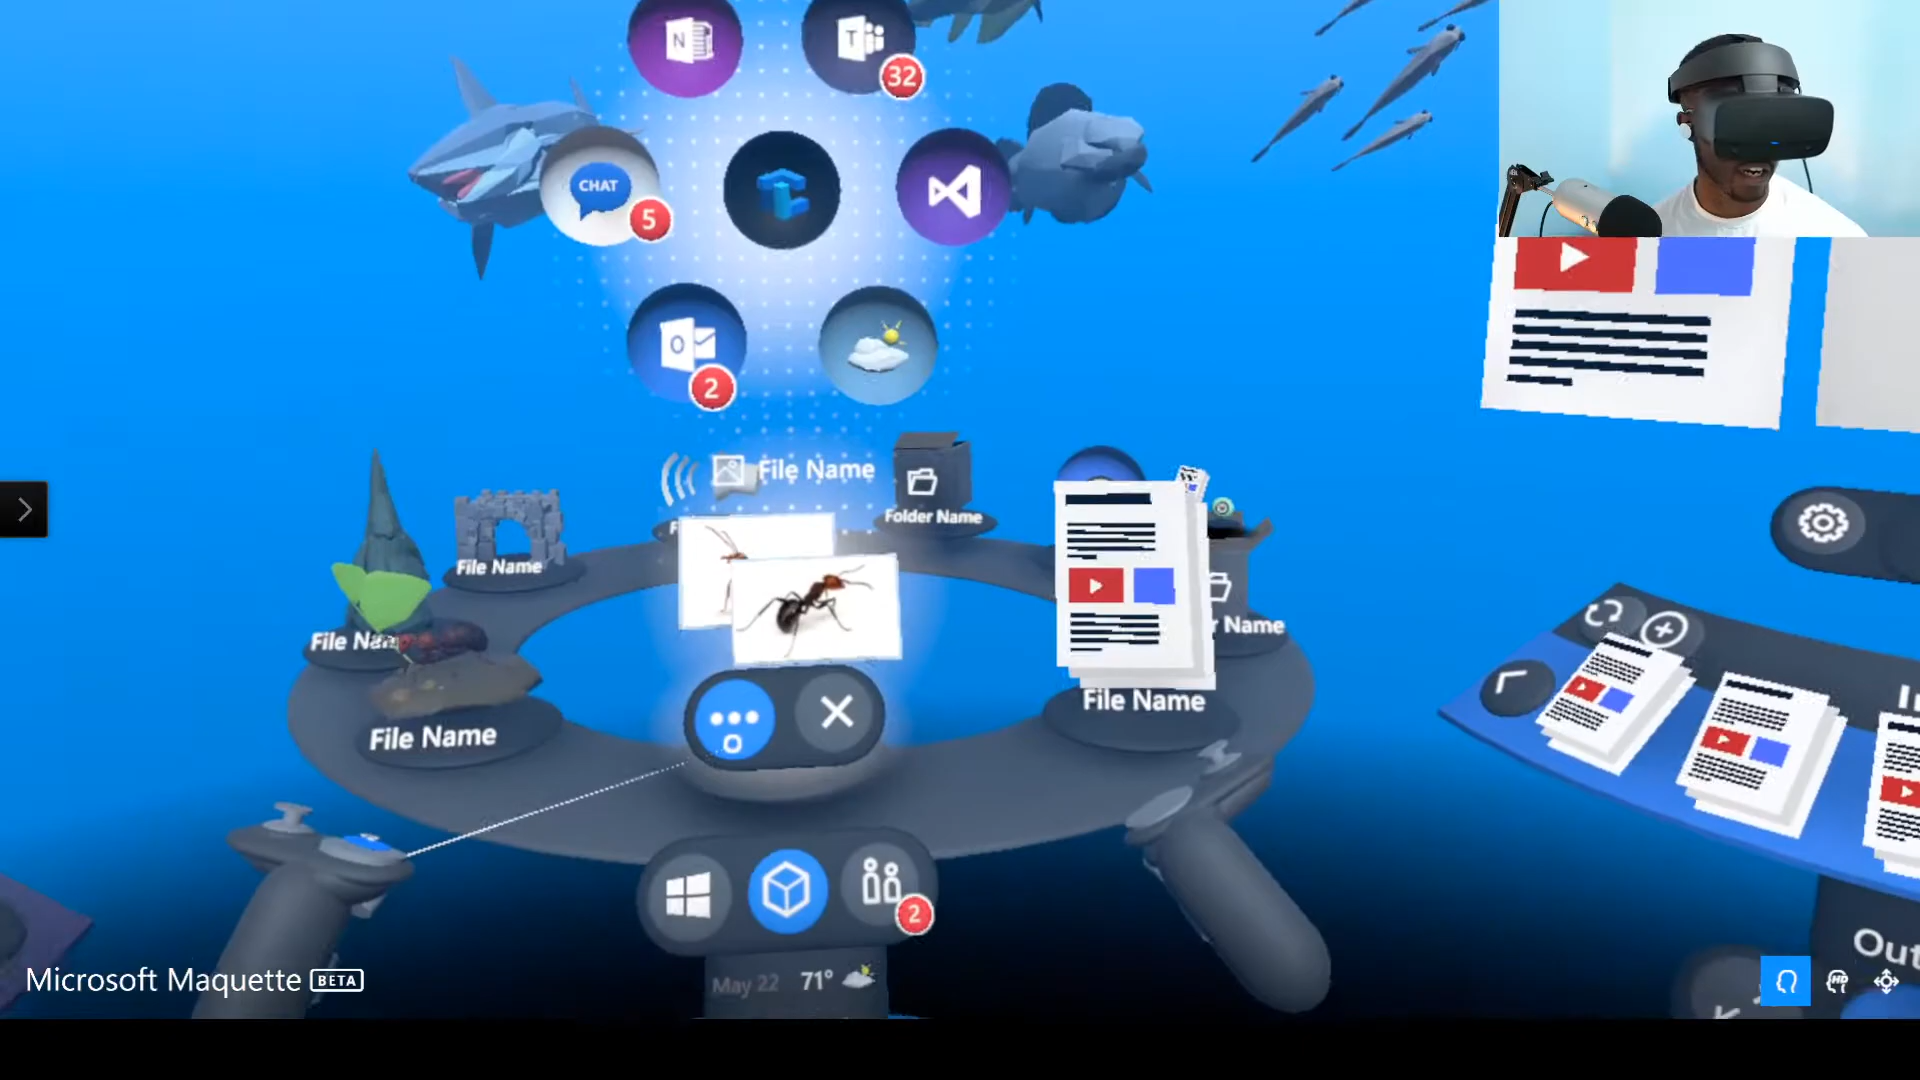 N
T
32
CHAT
5
O
2
File Name
Folder Name
File Name
File Name
Name
File Name
File Name
2
May 22 71°
Out
Microsoft Maquette BETA
HD